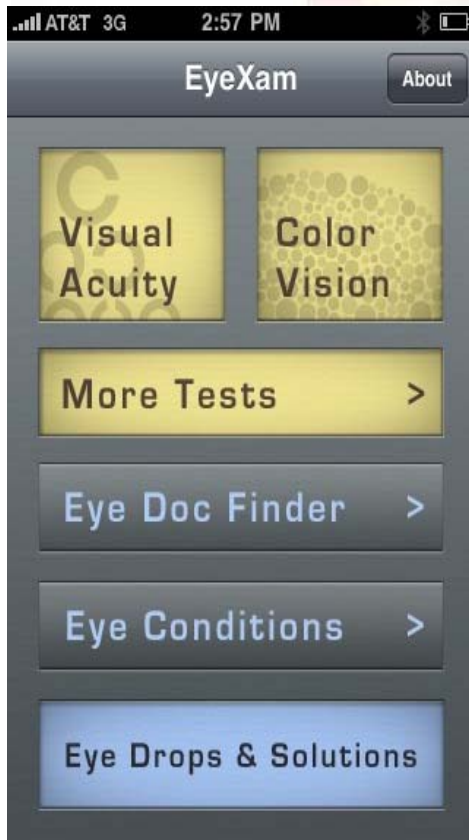 AT&T 3G 2:57 PM
EyeXam About
Visual
Acuity
Color
Vision
More Tests >
Eye Doc Finder >
Eye Conditions >
Eye Drops & Solutions